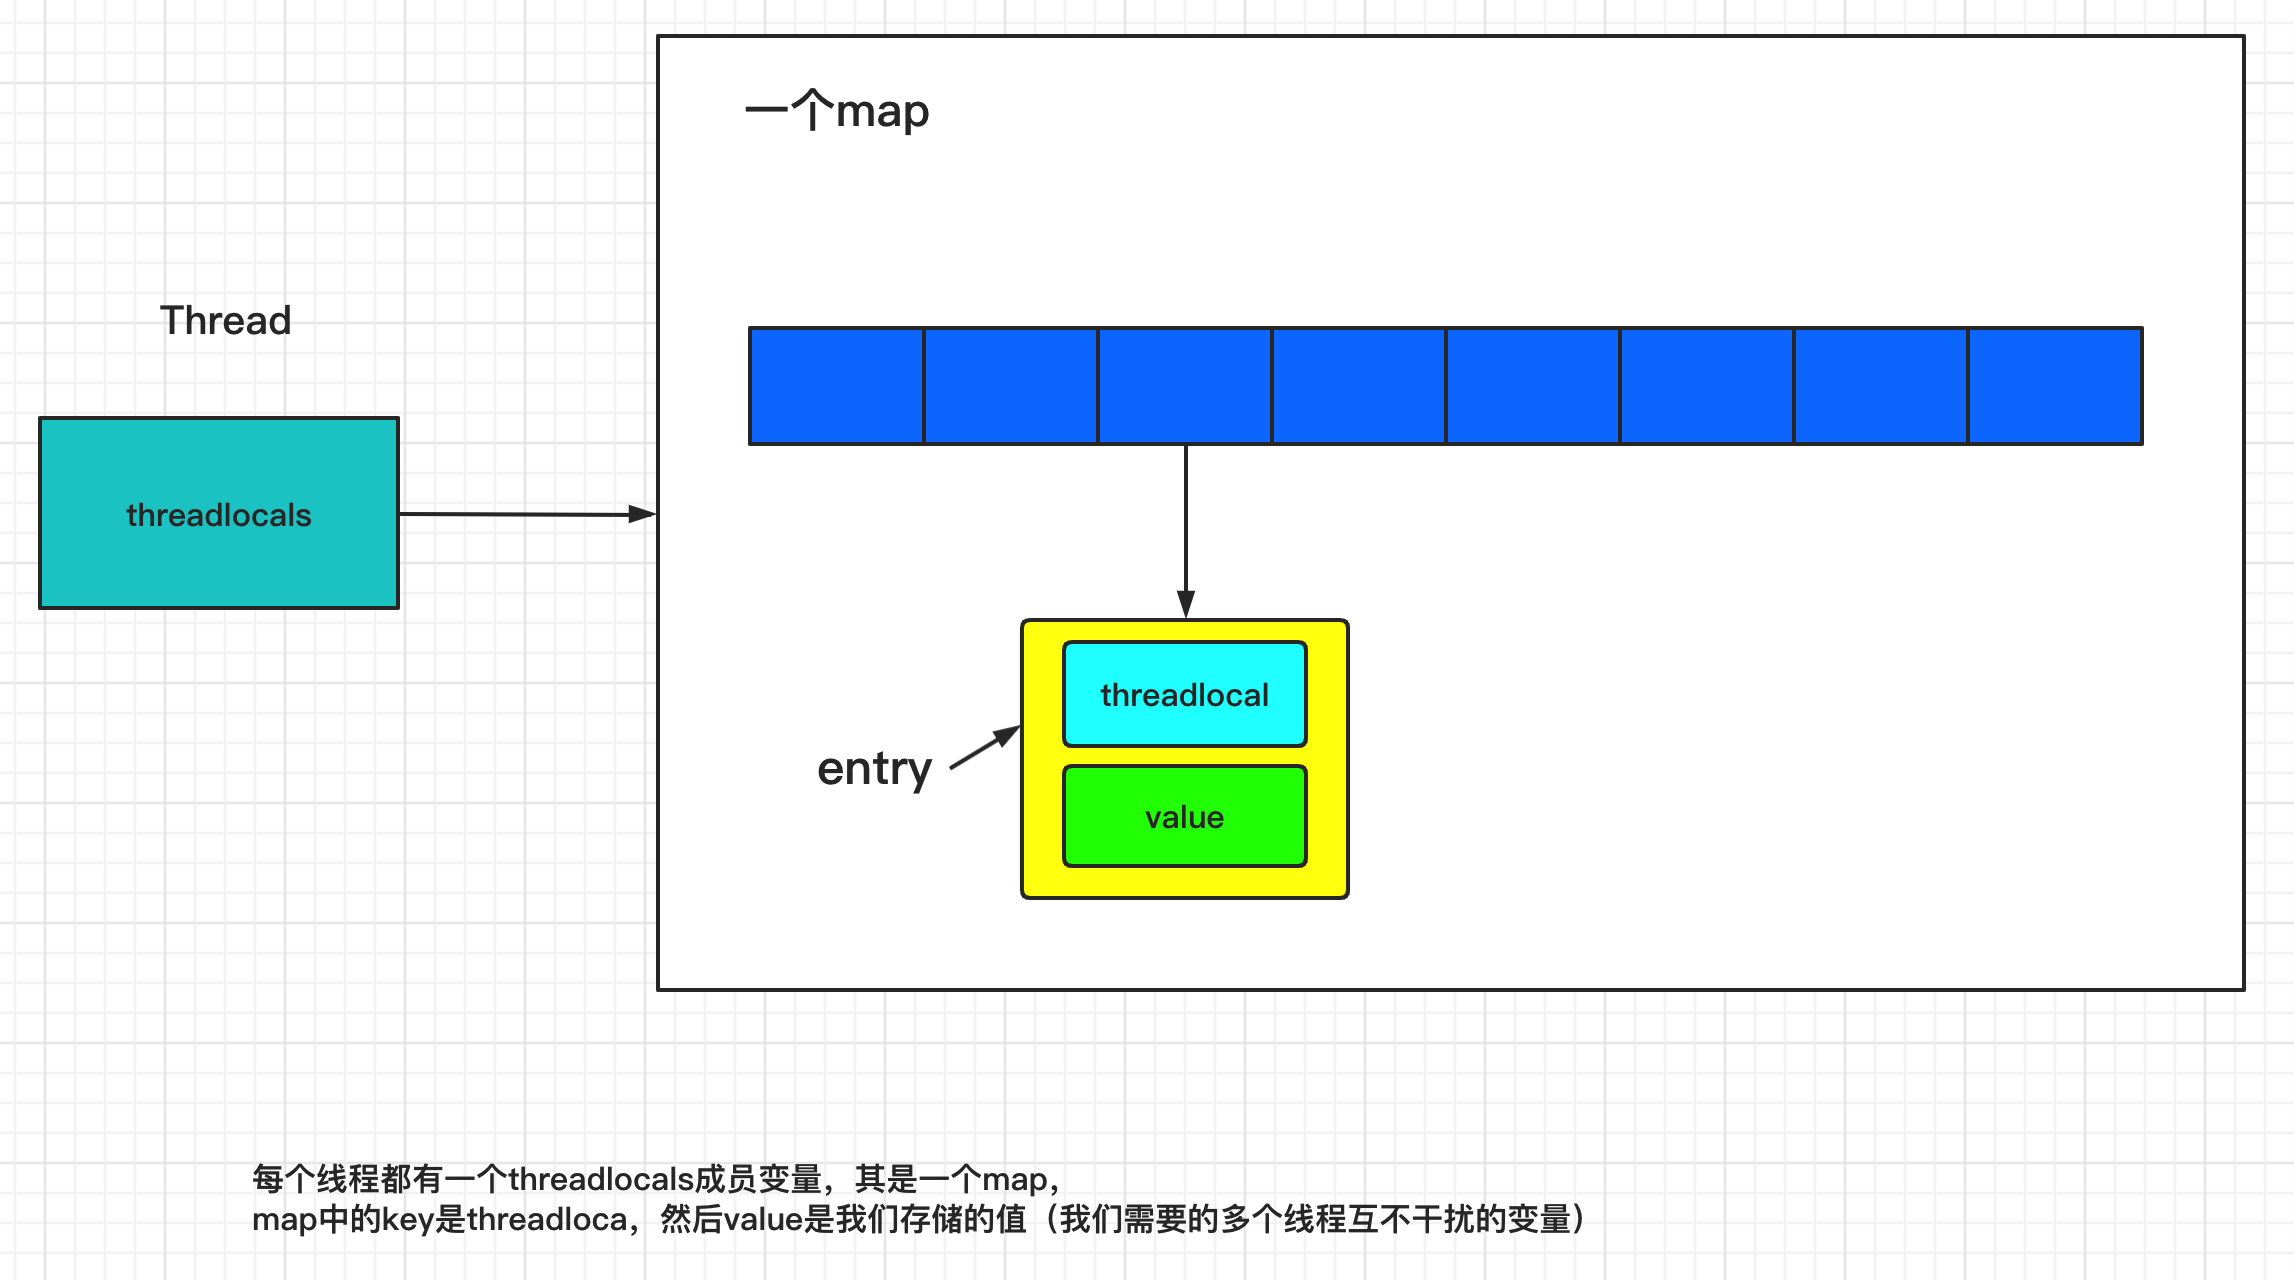 一个map
Thread
threadlocals
threadlocal
entry
value
每个线程都有一个threadlocals成员变量，其是一个map，
map中的key是threadloca，然后value是我们存储的值（我们需要的多个线程互不干扰的变量）